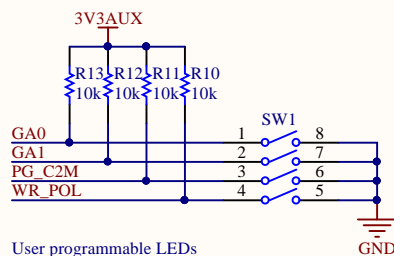 3V3AUX
R13 R12 R11 R10
10k 10k 10k 10k
SW1
GA0 1 8
GA1 2 7
PG_C2M 3 6
WR_POL 4 5
User programmable LEDs GND